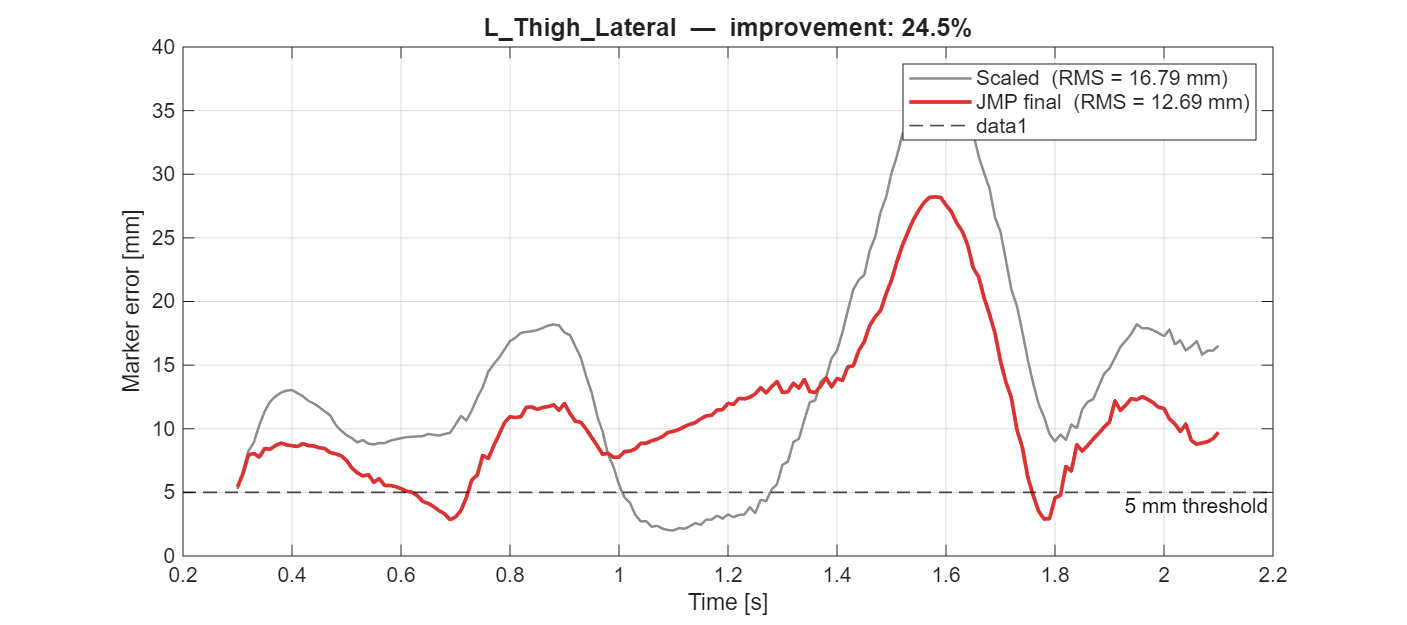 L_Thigh_Lateral — improvement: 24.5%
Scaled (RMS = 16.79 mm)
JMP final (RMS = 12.69 mm)
data1
Marker error [mm]
40
35
30
25
20
15
10
5
0
5 mm threshold
0.2 0.4 0.6 0.8 1 1.2 1.4 1.6 1.8 2 2.2
Time [s]